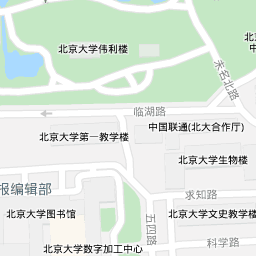 北京大
中
北京大学伟利楼
未名北路
临湖路
中国联通(北大合作厅)
北京大学第一教学楼
北京大学生物楼
报编辑部
求知路
北京大学图书馆
北京大学文史教学楼
五四路
北京大学数字加工中心
科学路